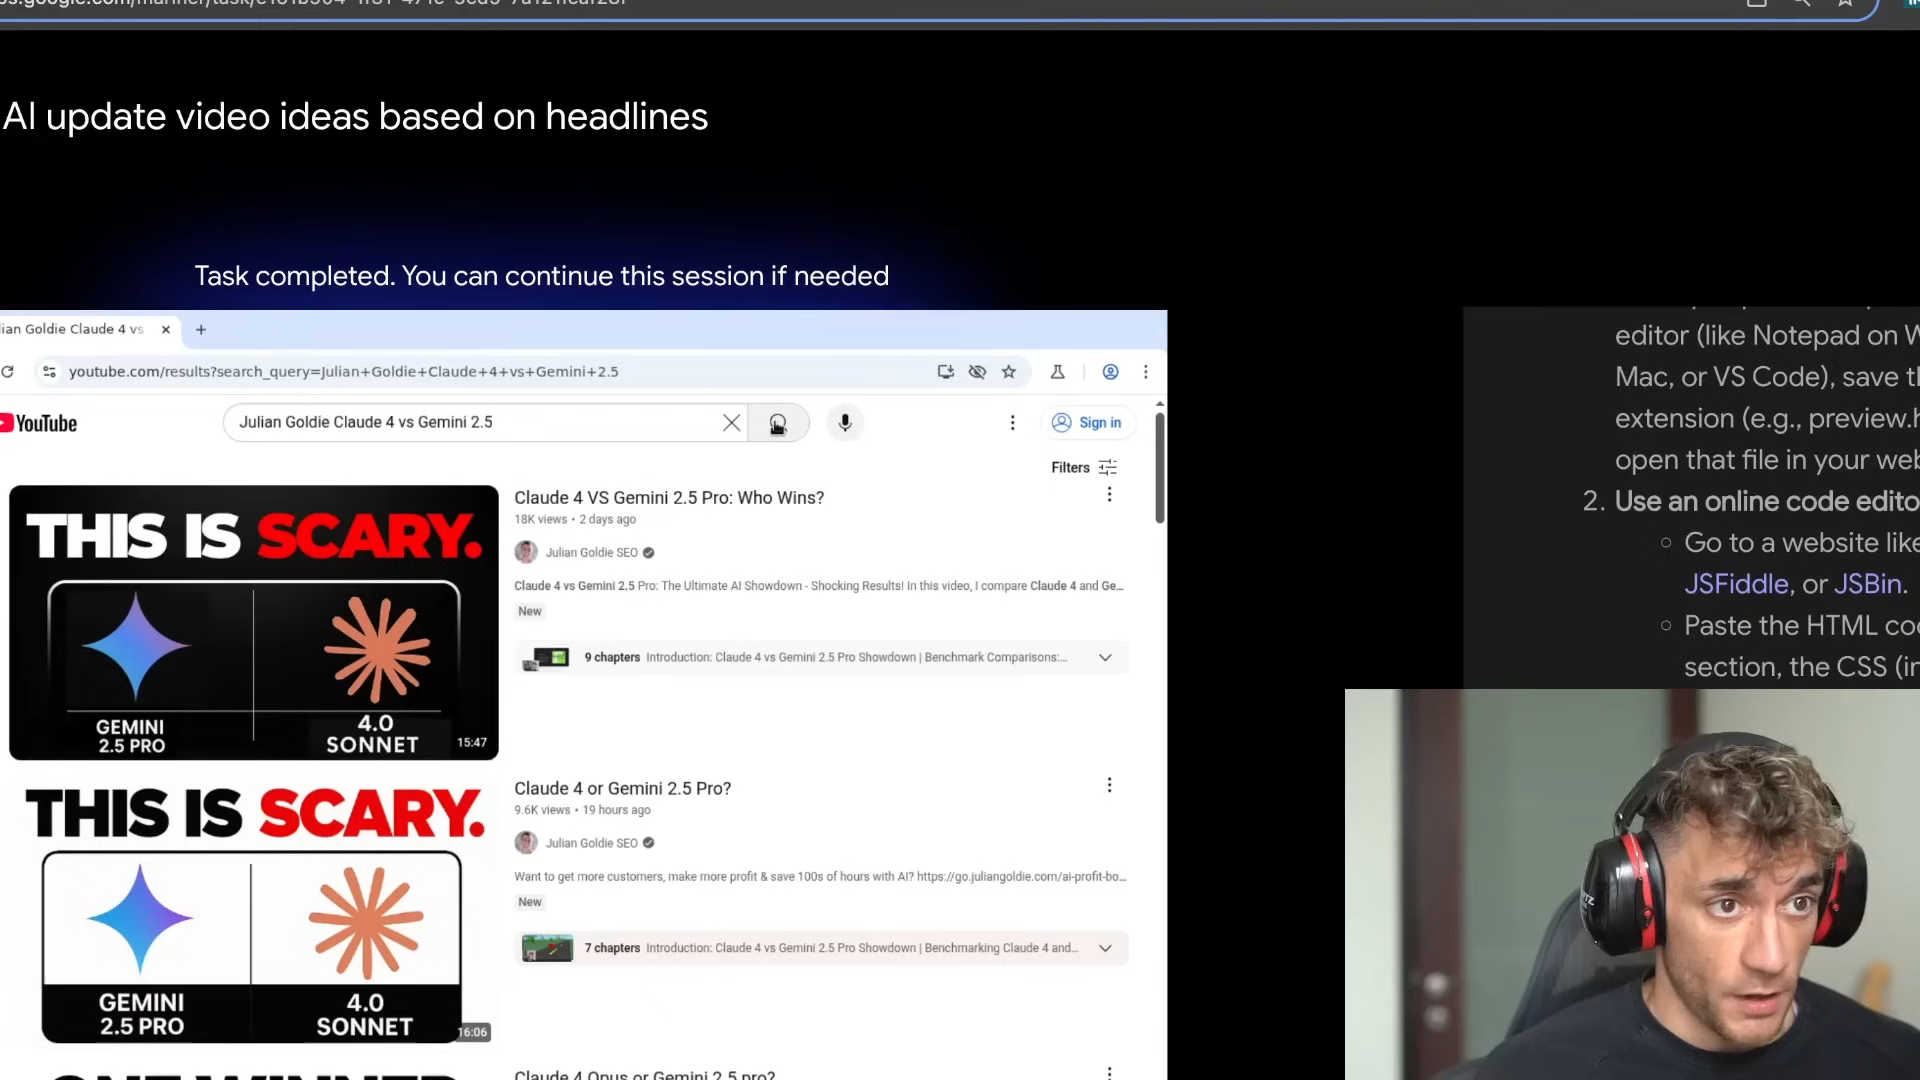 AI update video ideas based on headlines
Task completed. You can continue this session if needed
Goldie Claude 4 vs
youtube.com/results?search_query=Julian+Goldie+Claude+4+vs+Gemini+2.5
YouTube
Julian Goldie Claude 4 vs Gemini 2.5
Sign in
Filters
THIS IS SCARY.
GEMINI
2.5 PRO
4.0
SONNET
15:47
Claude 4 VS Gemini 2.5 Pro: Who Wins?
18K views • 2 days ago
Julian Goldie SEO
Claude 4 vs Gemini 2.5 Pro: The Ultimate AI Showdown - Shocking Results! In this video, I compare Claude 4 and Ge...
New
9 chapters Introduction: Claude 4 vs Gemini 2.5 Pro Showdown | Benchmark Comparisons:...
THIS IS SCARY.
GEMINI
2.5 PRO
4.0
SONNET
16:06
Claude 4 or Gemini 2.5 Pro?
9.6K views • 19 hours ago
Julian Goldie SEO
Want to get more customers, make more profit & save 100s of hours with AI? https://go.juliangoldie.com/ai-profit-bo...
New
7 chapters Introduction: Claude 4 vs Gemini 2.5 Pro Showdown | Benchmarking Claude 4 and...
Claude 4 Opus or Gemini 2.5 pro?
editor (like Notepad on
Mac, or VS Code), save
extension (e.g., preview.
open that file in your
2. Use an online code
Go to a website like
JSFiddle, or JSBin.
Paste the HTML
section, the CSS